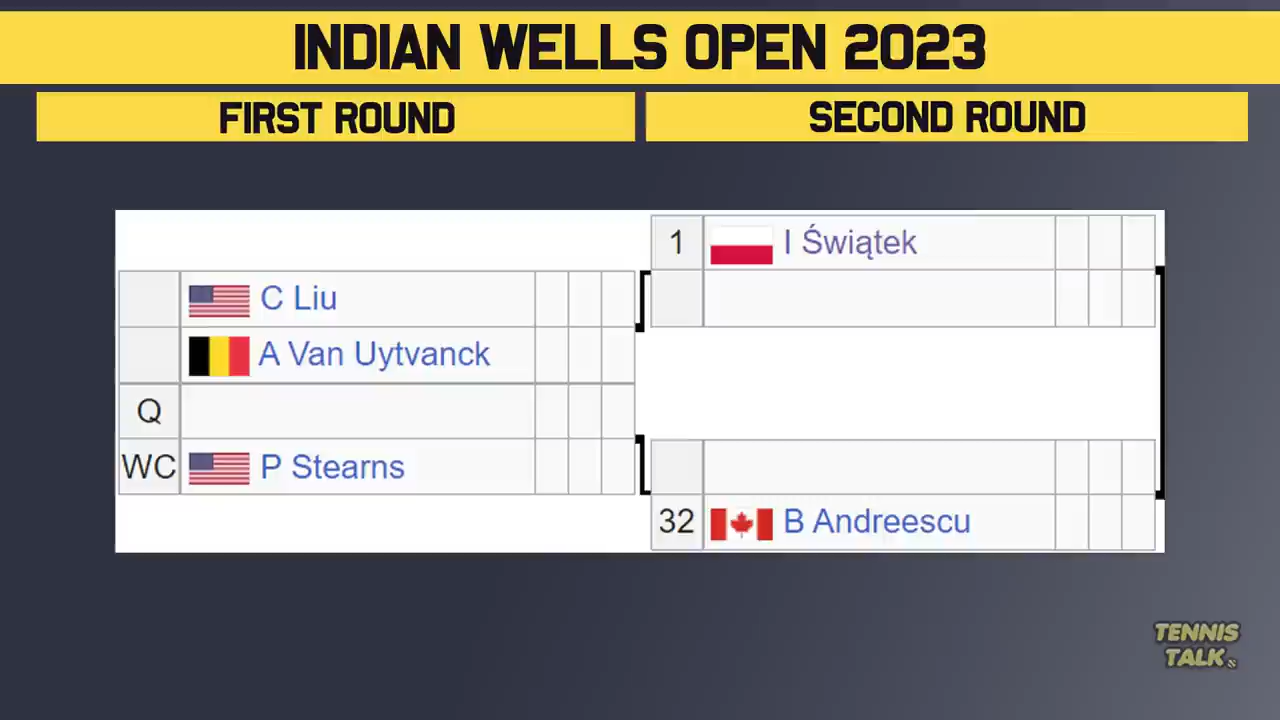 INDIAN WELLS OPEN 2023
FIRST ROUND
SECOND ROUND
1 I Świątek
C Liu
A Van Uytvanck
Q
WC P Stearns
32 B Andreescu
TENNIS
TALK